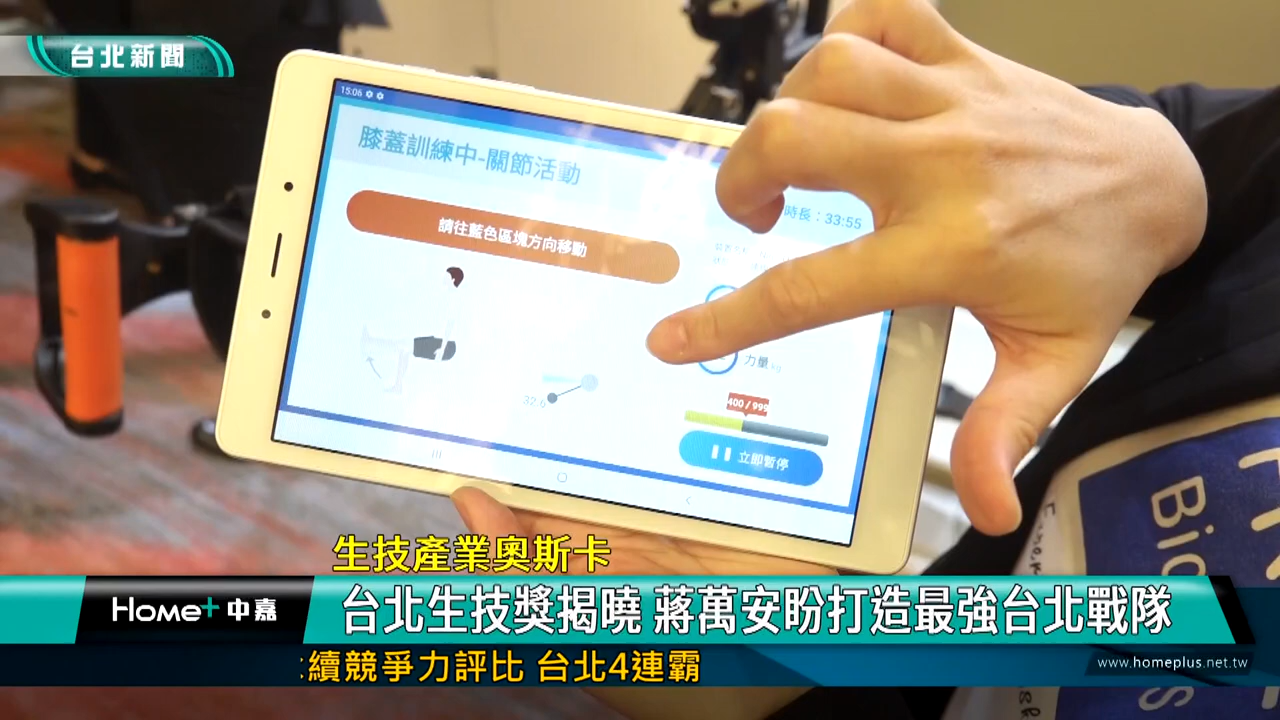 台北新聞
15:06
膝蓋訓練中-關節活動
時長：33:55
請往藍色區塊方向移動
力量 kg
32.6
400 / 999
立即暫停
Bio
生技產業奧斯卡
Home+ 中嘉
台北生技獎揭曉 蔣萬安盼打造最強台北戰隊
續競爭力評比 台北4連霸
www.homeplus.net.tw